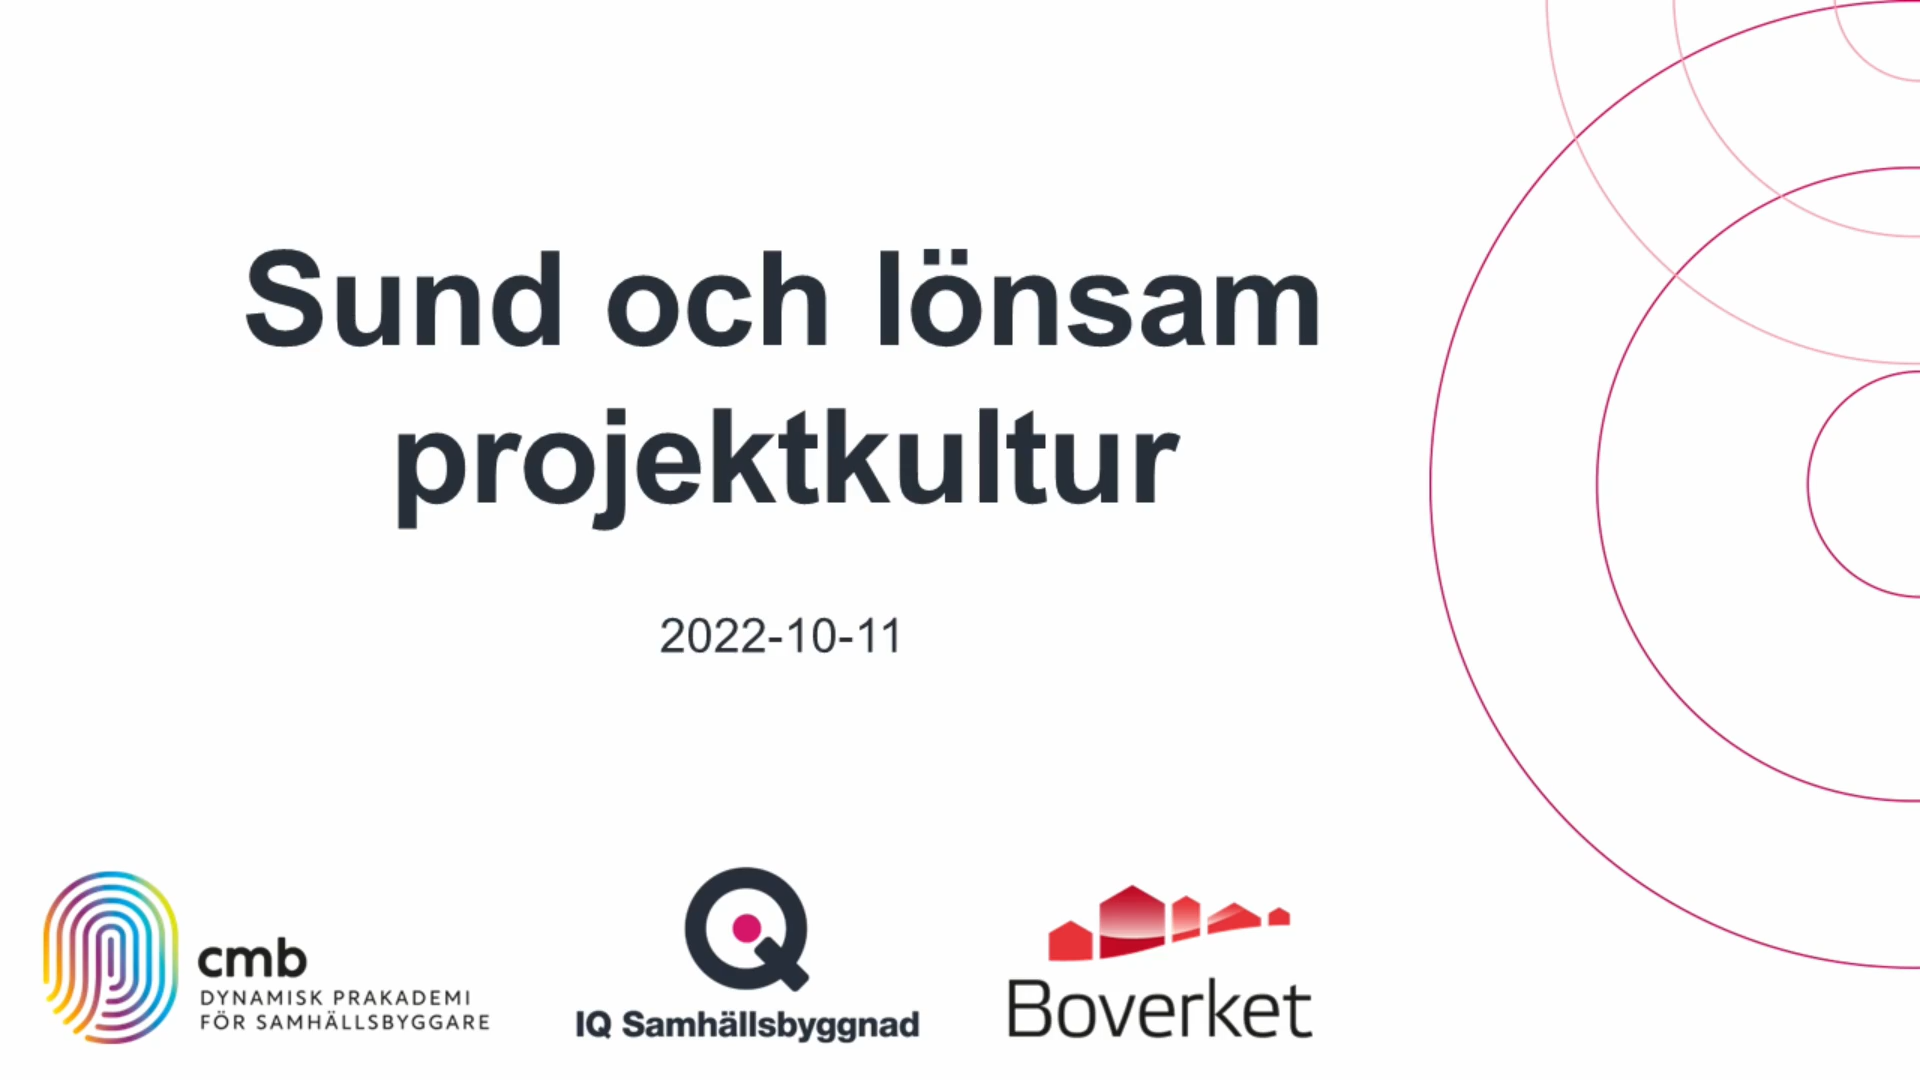 Sund och lönsam
projektkultur
2022-10-11
cmb
DYNAMISK PRAKADEMI
FÖR SAMHÄLLSBYGGARE
IQ Samhällsbyggnad
Boverket